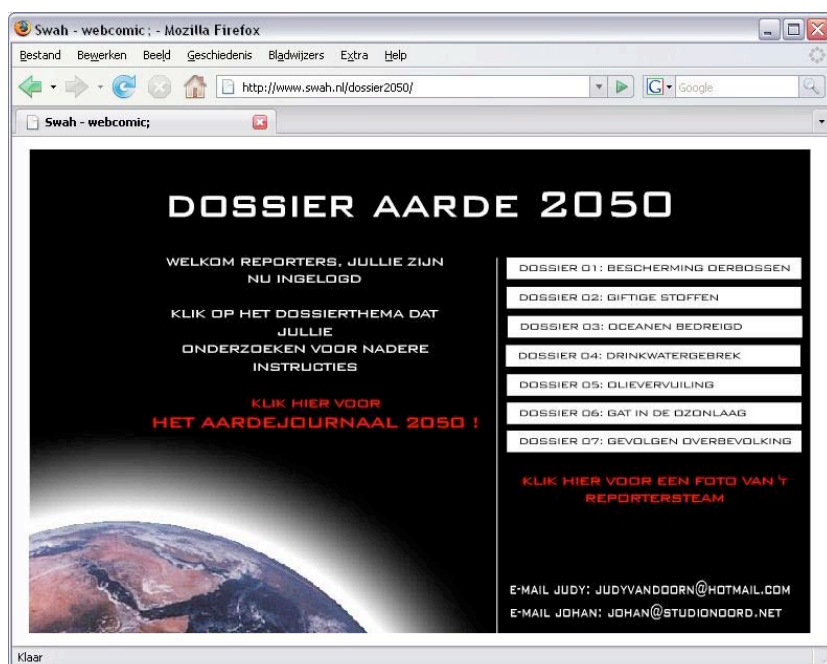 Swah - webcomic ; - Mozilla Firefox
Bestand Bewerken Beeld Geschiedenis Bladwijzers Extra Help
http://www.swah.nl/dossier2050/
G Google
Swah - webcomic;
DOSSIER AARDE 2050
WELKOM REPORTERS, JULLIE ZIJN
NU INGELOGD
KLIK OP HET DOSSIERTHEMA DAT
JULLIE
ONDERZOEKEN VOOR NADERE
INSTRUCTIES
KLIK HIER VOOR
HET AARDEJOURNAAL 2050 !
DOSSIER 01: BESCHERMING OERBOSSEN
DOSSIER 02: GIFTIGE STOFFEN
DOSSIER 03: OCEANEN BEDREIGD
DOSSIER 04: DRINKWATERGEBREK
DOSSIER 05: OLIEVERVUILING
DOSSIER 06: GAT IN DE OZONLAAG
DOSSIER 07: GEVOLGEN OVERBEVOLKING
KLIK HIER VOOR EEN FOTO VAN 'T
REPORTERSTEAM
E-MAIL JUDY: JUDYVANDOORN@HOTMAIL.COM
E-MAIL JOHAN: JOHAN@STUDIONOORD.NET
Klaar